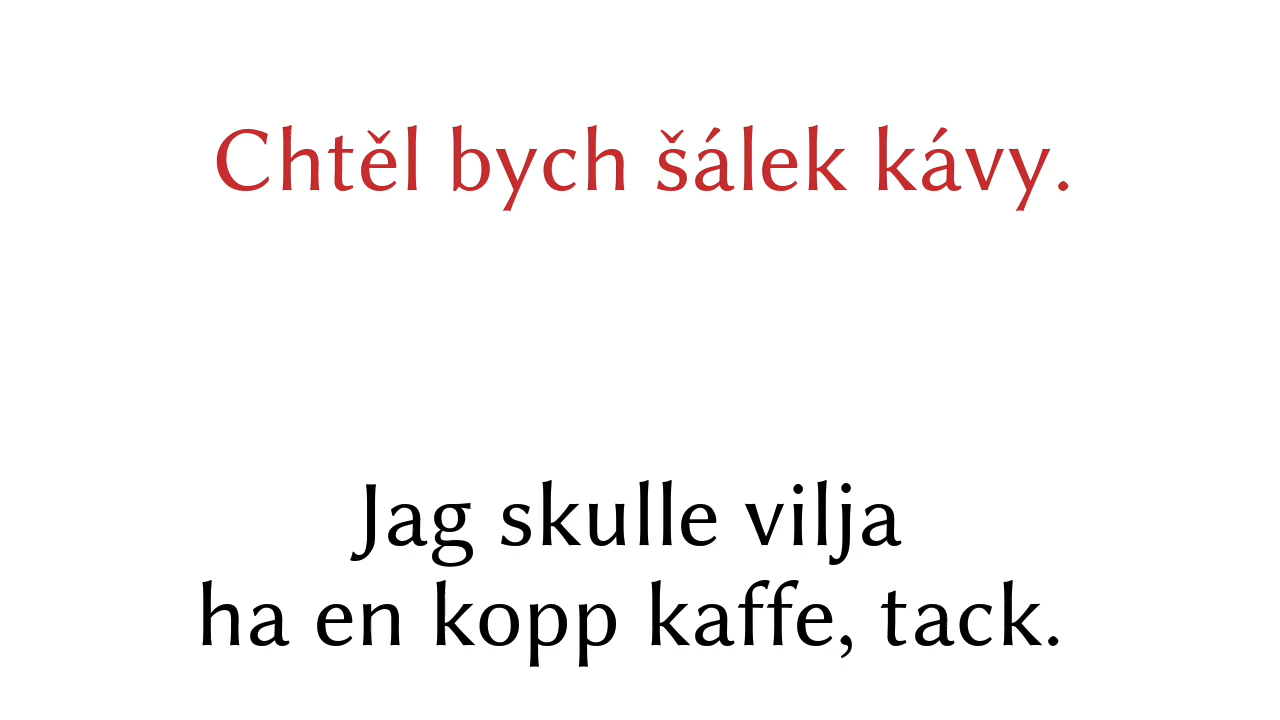 Chtěl bych šálek kávy.
Jag skulle vilja
ha en kopp kaffe, tack.